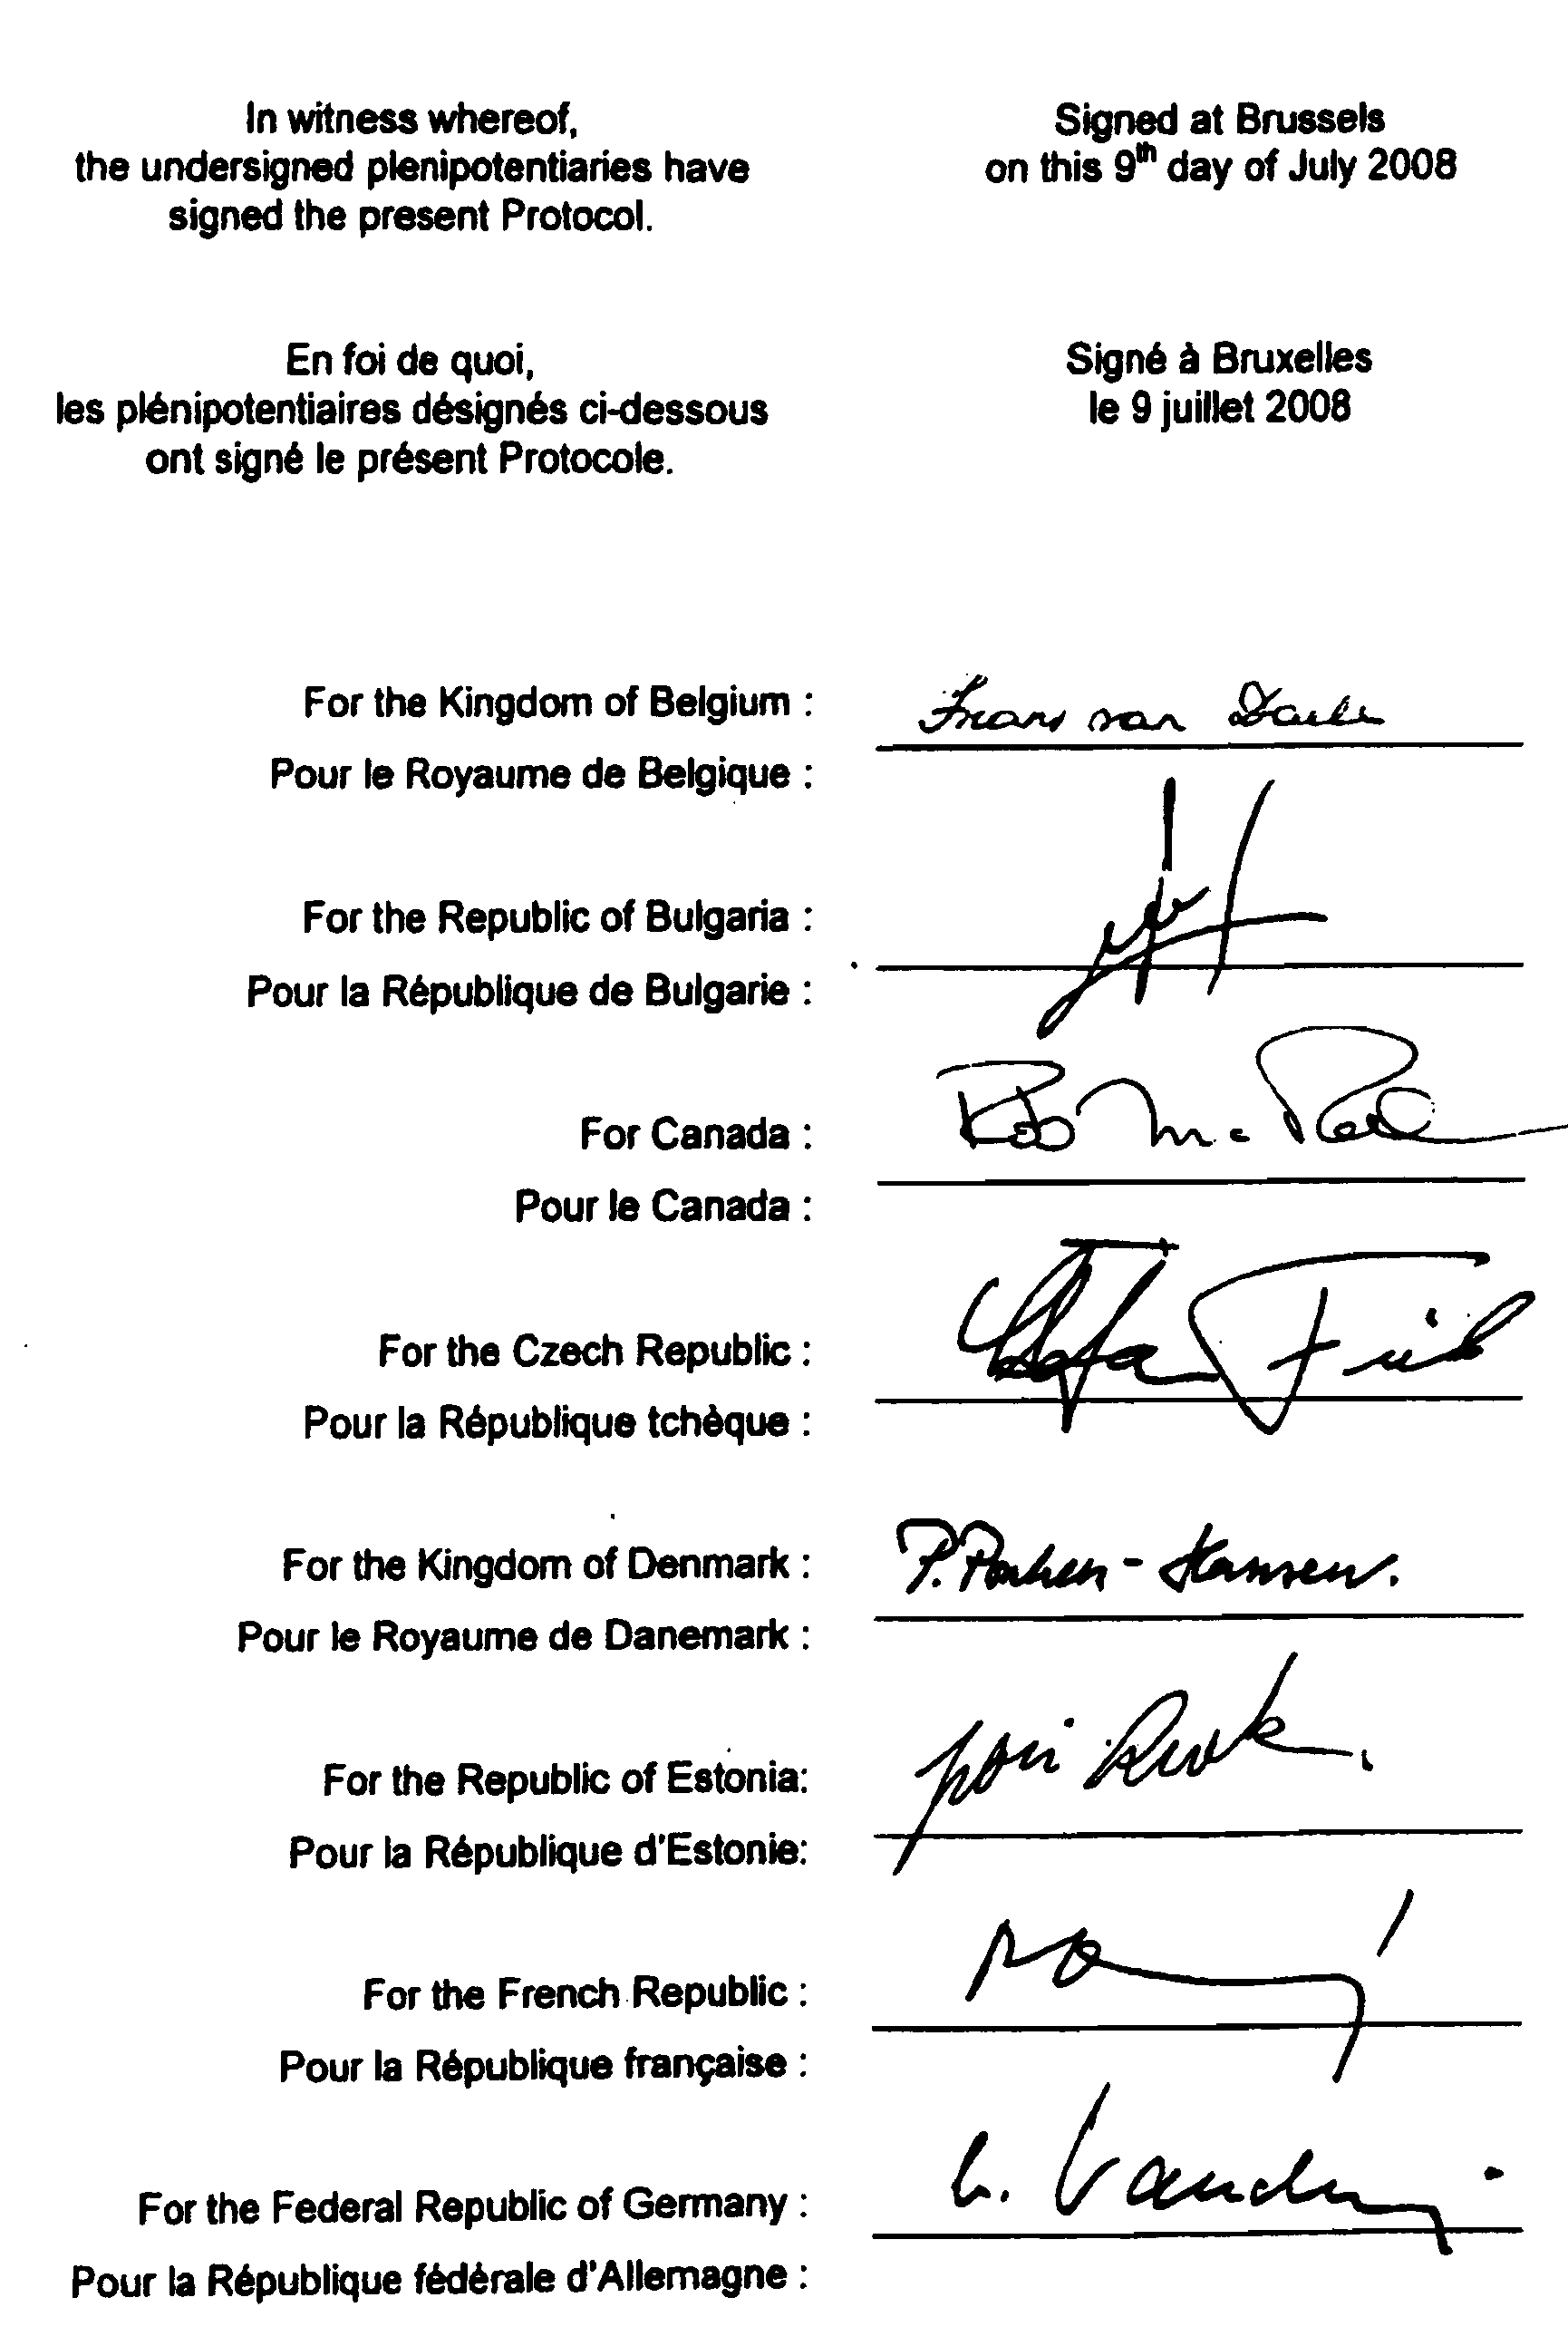 In witness whereof,
the undersigned plenipotentiaries have
signed the present Protocol.
Signed at Brussels
on this 9th day of July 2008
En foi de quoi,
les plénipotentiaires désignés ci-dessous
ont signé le présent Protocole.
Signé à Bruxelles
le 9 juillet 2008
For the Kingdom of Belgium :
Frans van Daele
Pour le Royaume de Belgique :
For the Republic of Bulgaria :
Pour la République de Bulgarie :
For Canada :
Pour le Canada :
For the Czech Republic :
Pour la République tchèque :
For the Kingdom of Denmark :
P. Poulsen-Hansen.
Pour le Royaume de Danemark :
For the Republic of Estonia:
Pour la République d'Estonie:
For the French Republic :
Pour la République française :
For the Federal Republic of Germany :
Pour la République fédérale d'Allemagne :